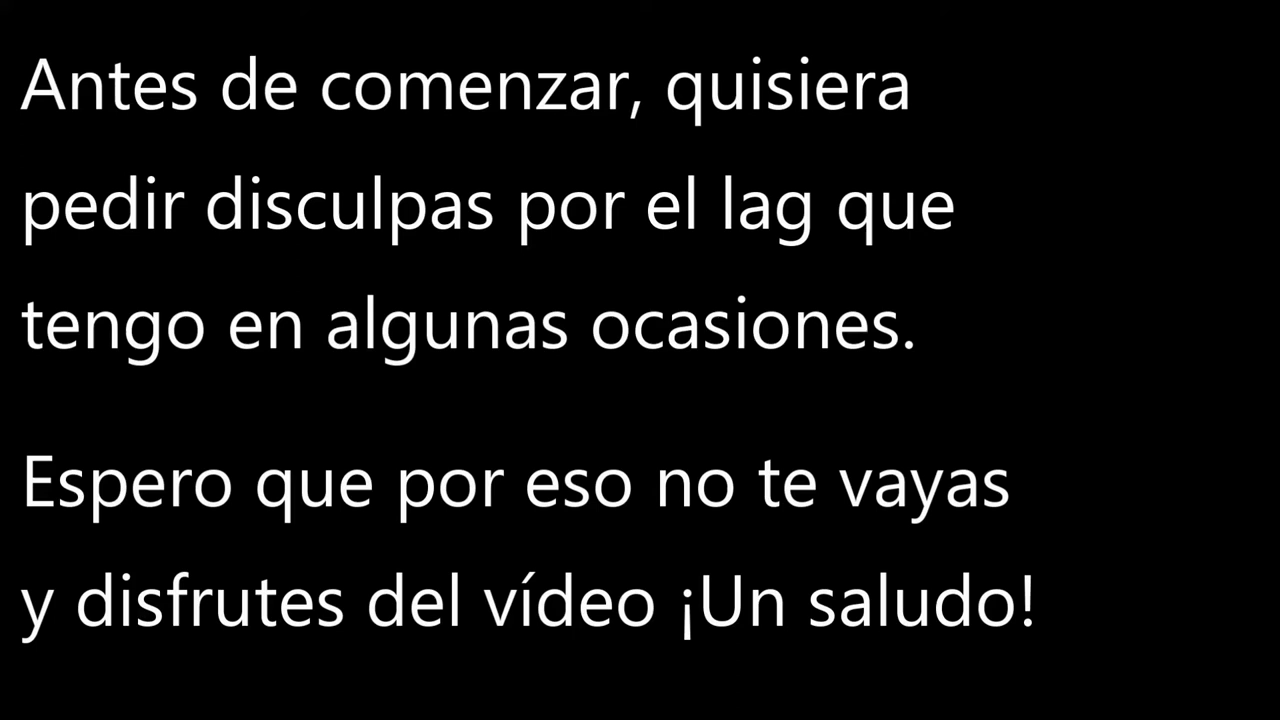 Antes de comenzar, quisiera
pedir disculpas por el lag que
tengo en algunas ocasiones.
Espero que por eso no te vayas
y disfrutes del vídeo ¡Un saludo!